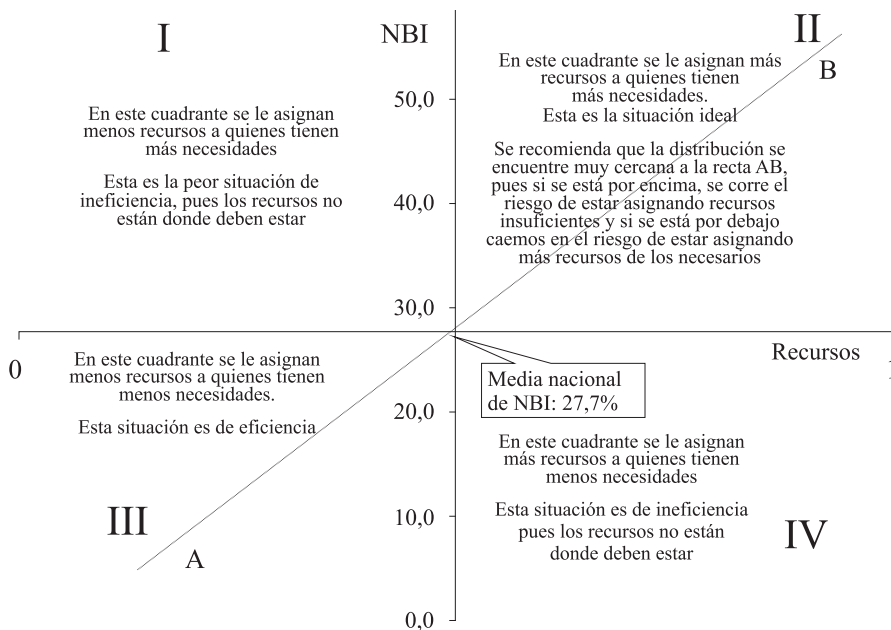 I
En este cuadrante se le asignan
menos recursos a quienes tienen
más necesidades
Esta es la peor situación de
ineficiencia, pues los recursos no
están donde deben estar
NBI
50,0
40,0
30,0
20,0
10,0
0,0
II
B
En este cuadrante se le asignan más
recursos a quienes tienen
más necesidades.
Esta es la situación ideal
Se recomienda que la distribución se
encuentre muy cercana a la recta AB,
pues si se está por encima, se corre el
riesgo de estar asignando recursos
insuficientes y si se está por debajo
caemos en el riesgo de estar asignando
más recursos de los necesarios
0
En este cuadrante se le asignan
menos recursos a quienes tienen
menos necesidades.
Esta situación es de eficiencia
III
A
Recursos
Media nacional
de NBI: 27,7%
En este cuadrante se le asignan
más recursos a quienes tienen
menos necesidades
Esta situación es de ineficiencia
pues los recursos no están
donde deben estar
IV